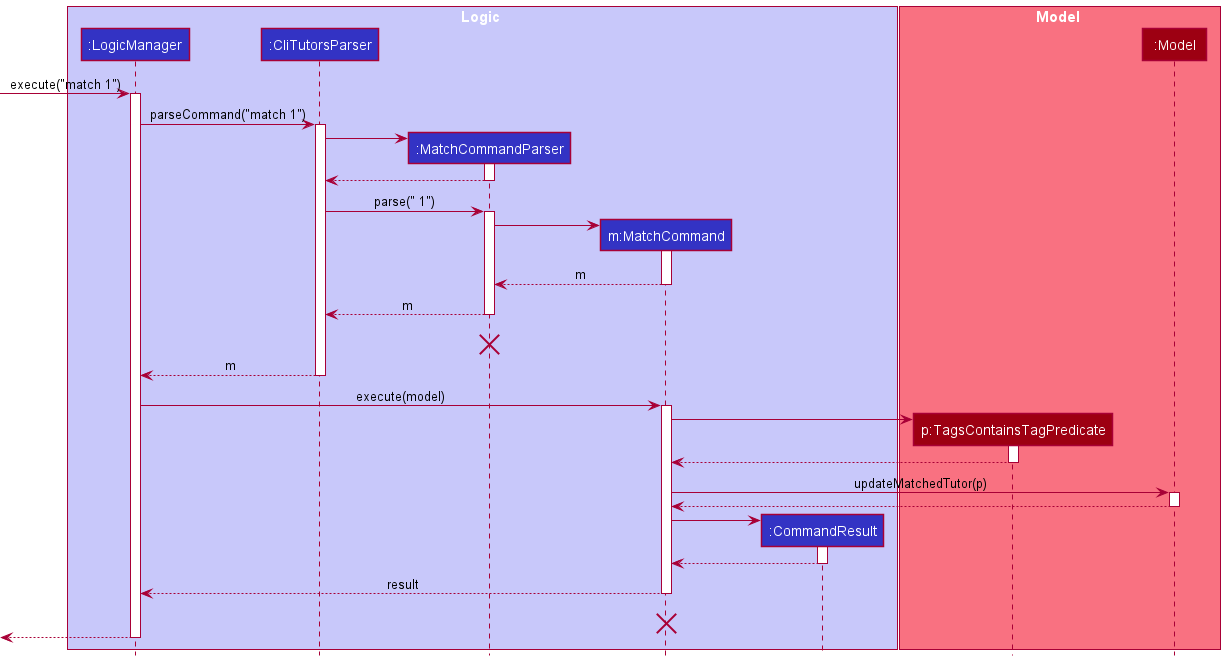 Logic
Model
:LogicManager
:CliTutorsParser
:Model
execute("match 1")
parseCommand("match 1")
:MatchCommandParser
parse(" 1")
m:MatchCommand
m
m
m
execute(model)
p:TagsContainsTagPredicate
updateMatchedTutor(p)
:CommandResult
result